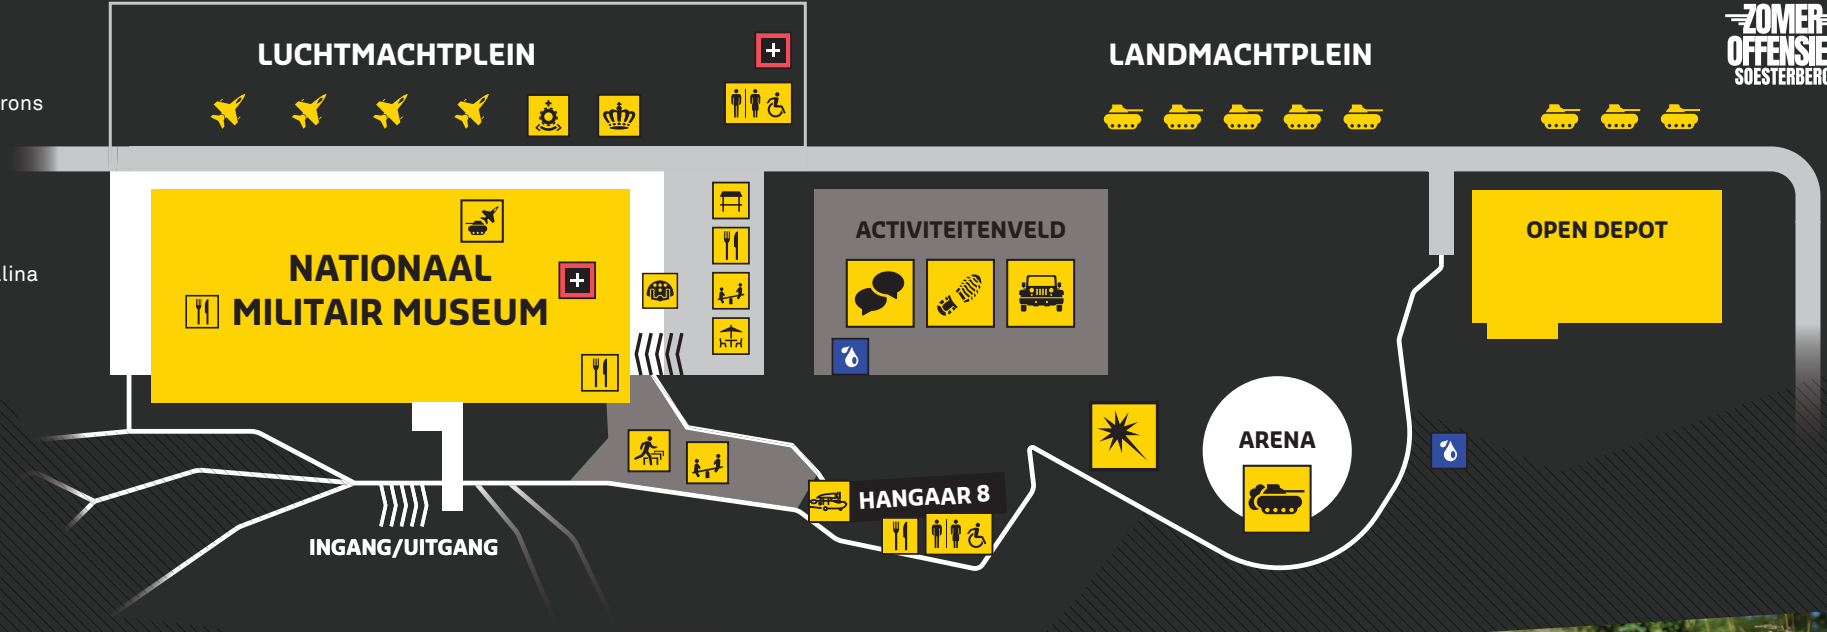 LUCHTMACHTPLEIN
LANDMACHTPLEIN
ZOMER
OFFENSIE
SOESTERBERG
rons
lina
NATIONAAL
MILITAIR MUSEUM
ACTIVITEITENVELD
OPEN DEPOT
ARENA
HANGAAR 8
INGANG/UITGANG